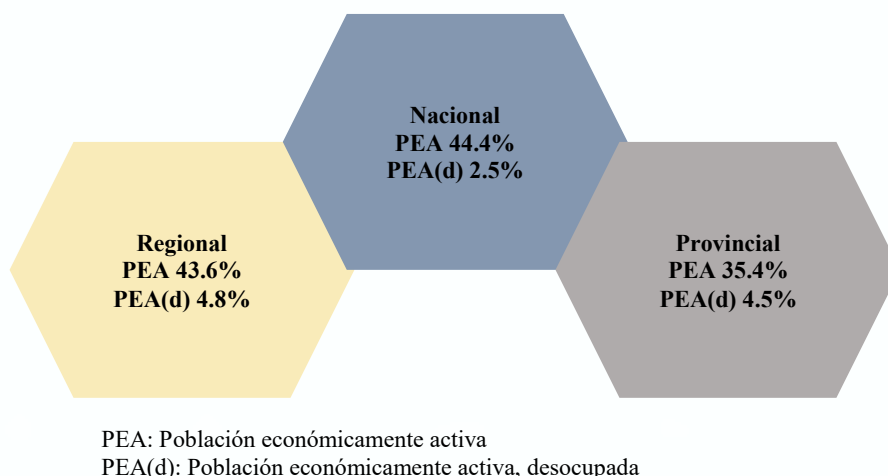 Nacional
PEA 44.4%
PEA(d) 2.5%
Regional
PEA 43.6%
PEA(d) 4.8%
Provincial
PEA 35.4%
PEA(d) 4.5%
PEA: Población económicamente activa
PEA(d): Población económicamente activa, desocupada